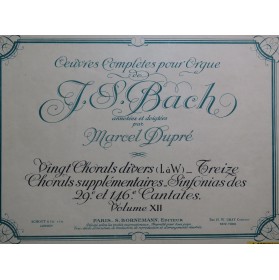 Oeuvres Complètes pour Orgue
de
J. S. Bach
annotées et doigtées
par
Marcel Dupré
Vingt Chorals divers (I. à W) — Treize
Chorals supplémentaires. Sinfonias des
29e et 146e Cantates.
Volume XII
PARIS, S. BORNEMANN, Éditeur